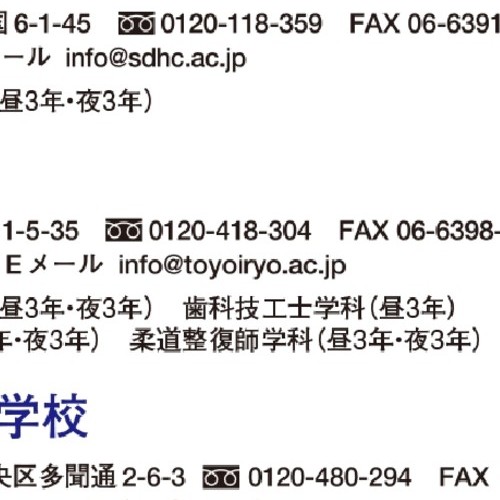 国 6-1-45 0120-118-359 FAX 06-6391
ール info@sdhc.ac.jp
昼3年・夜3年）
1-5-35 0120-418-304 FAX 06-6398-
Eメール info@toyoiryo.ac.jp
昼3年・夜3年） 歯科技工士学科（昼3年）
年・夜3年） 柔道整復師学科（昼3年・夜3年）
学校
央区多聞通 2-6-3 0120-480-294 FAX